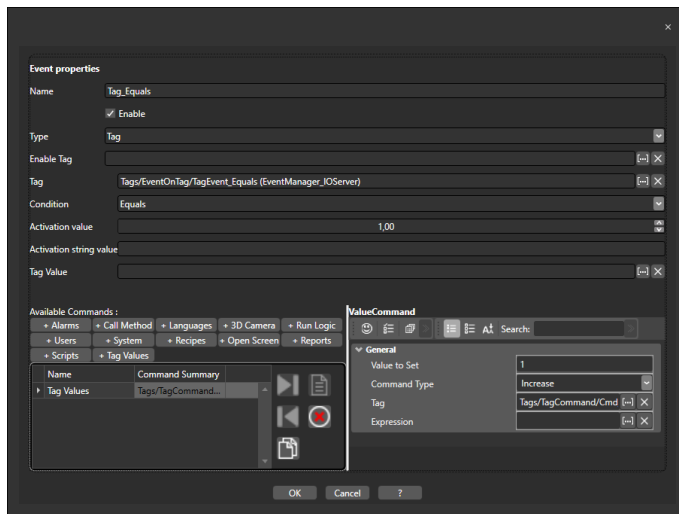 Event properties
Name Tag_Equals
Enable
Type Tag
Enable Tag
Tag Tags/EventOnTag/TagEvent_Equals (EventManager_IOServer)
Condition Equals
Activation value 1,00
Activation string value
Tag Value
Available Commands :
+ Alarms + Call Method + Languages + 3D Camera + Run Logic
+ Users + System + Recipes + Open Screen + Reports
+ Scripts + Tag Values
Name Command Summary
Tag Values Tags/TagCommand...
ValueCommand
Search:
General
Value to Set 1
Command Type Increase
Tag Tags/TagCommand/Cmd
Expression
OK Cancel ?